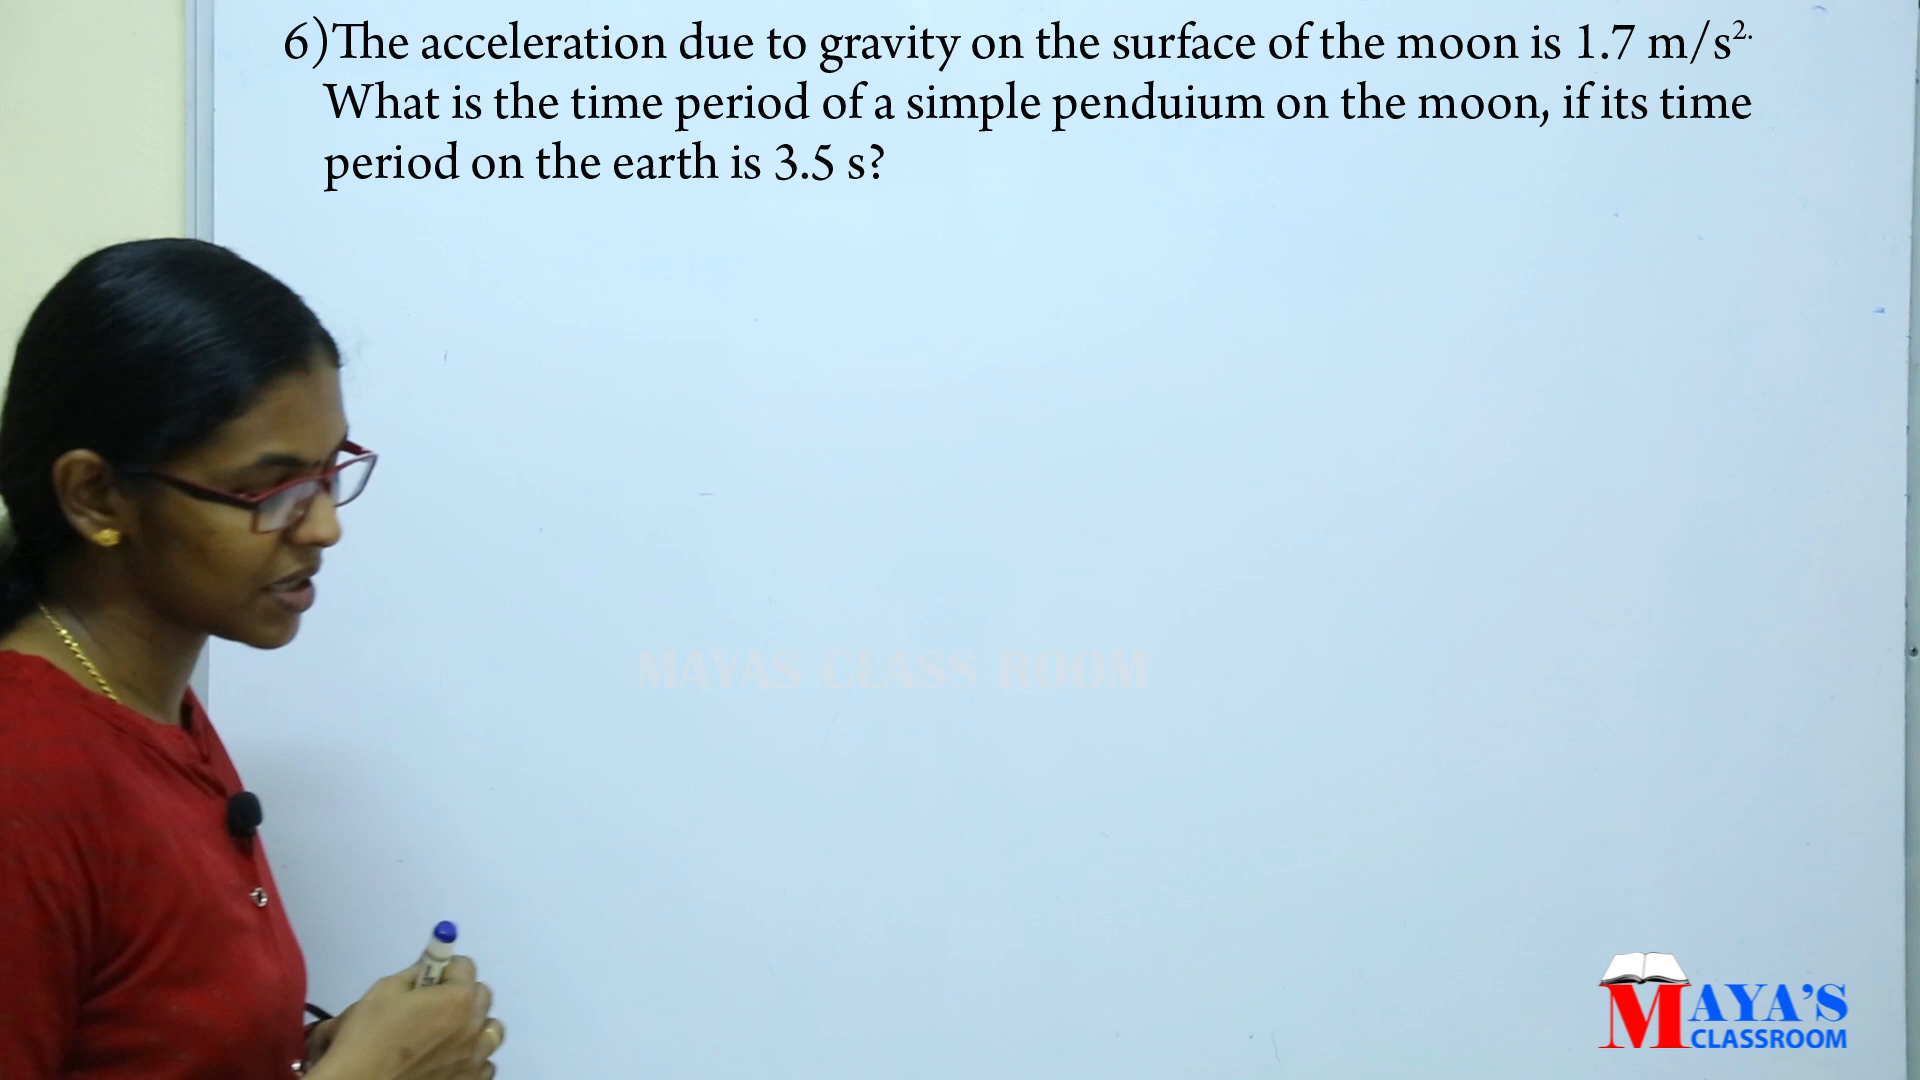 6)The acceleration due to gravity on the surface of the moon is 1.7 m/s².
What is the time period of a simple penduium on the moon, if its time
period on the earth is 3.5 s?
MAYAS CLASS ROOM
MAYA'S
CLASSROOM